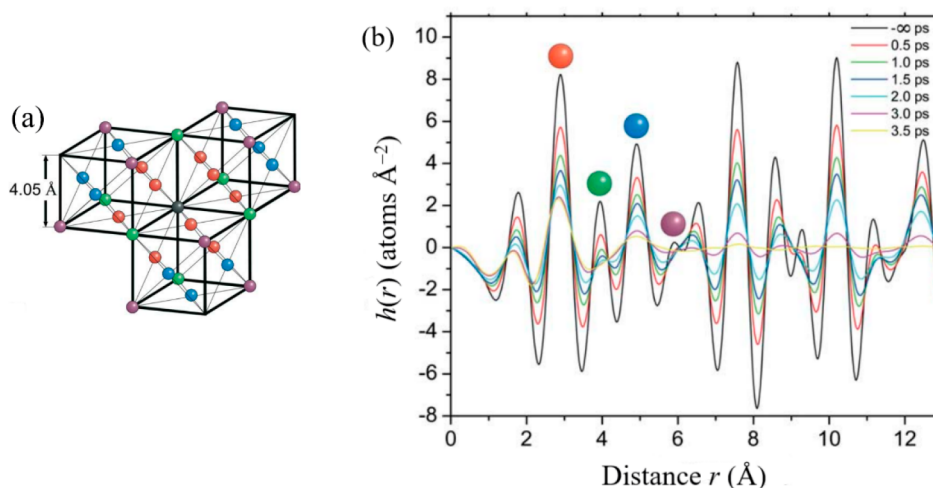 (a)
4.05 Å
(b)
h(r) (atoms Å⁻²)
10
8
6
4
2
0
-2
-4
-6
-8
0 2 4 6 8 10 12
Distance r (Å)
-∞ ps
0.5 ps
1.0 ps
1.5 ps
2.0 ps
3.0 ps
3.5 ps